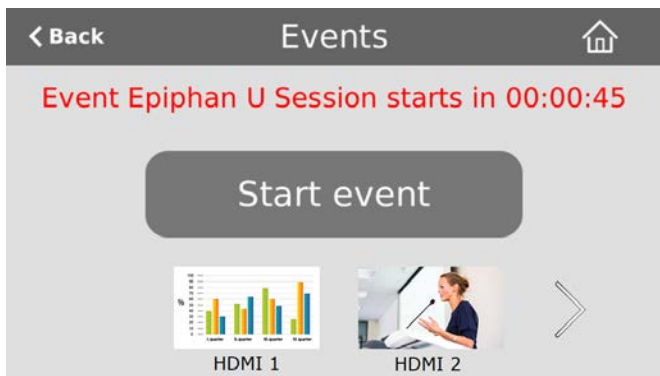 Back
Events
Event Epiphan U Session starts in 00:00:45
Start event
%
HDMI 1
HDMI 2